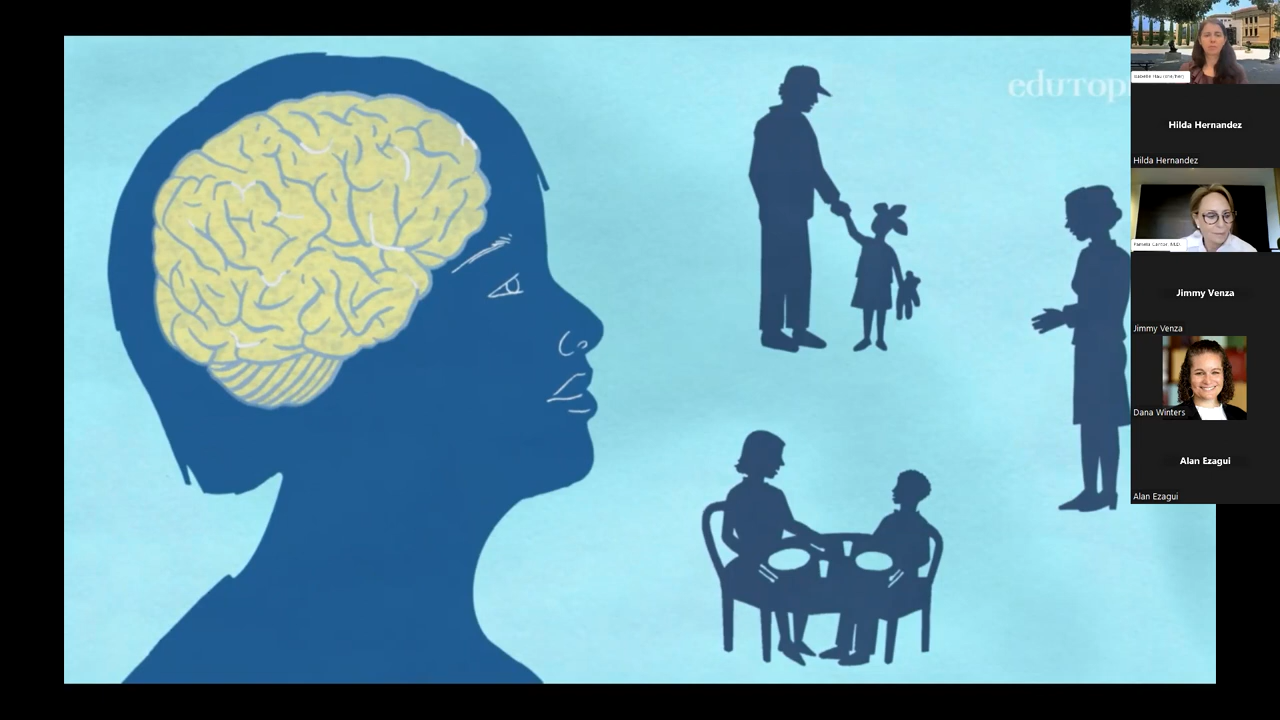 eduTOp
Hilda Hernandez
Hilda Hernandez
Jimmy Venza
Jimmy Venza
Dana Winters
Alan Ezagui
Alan Ezagui